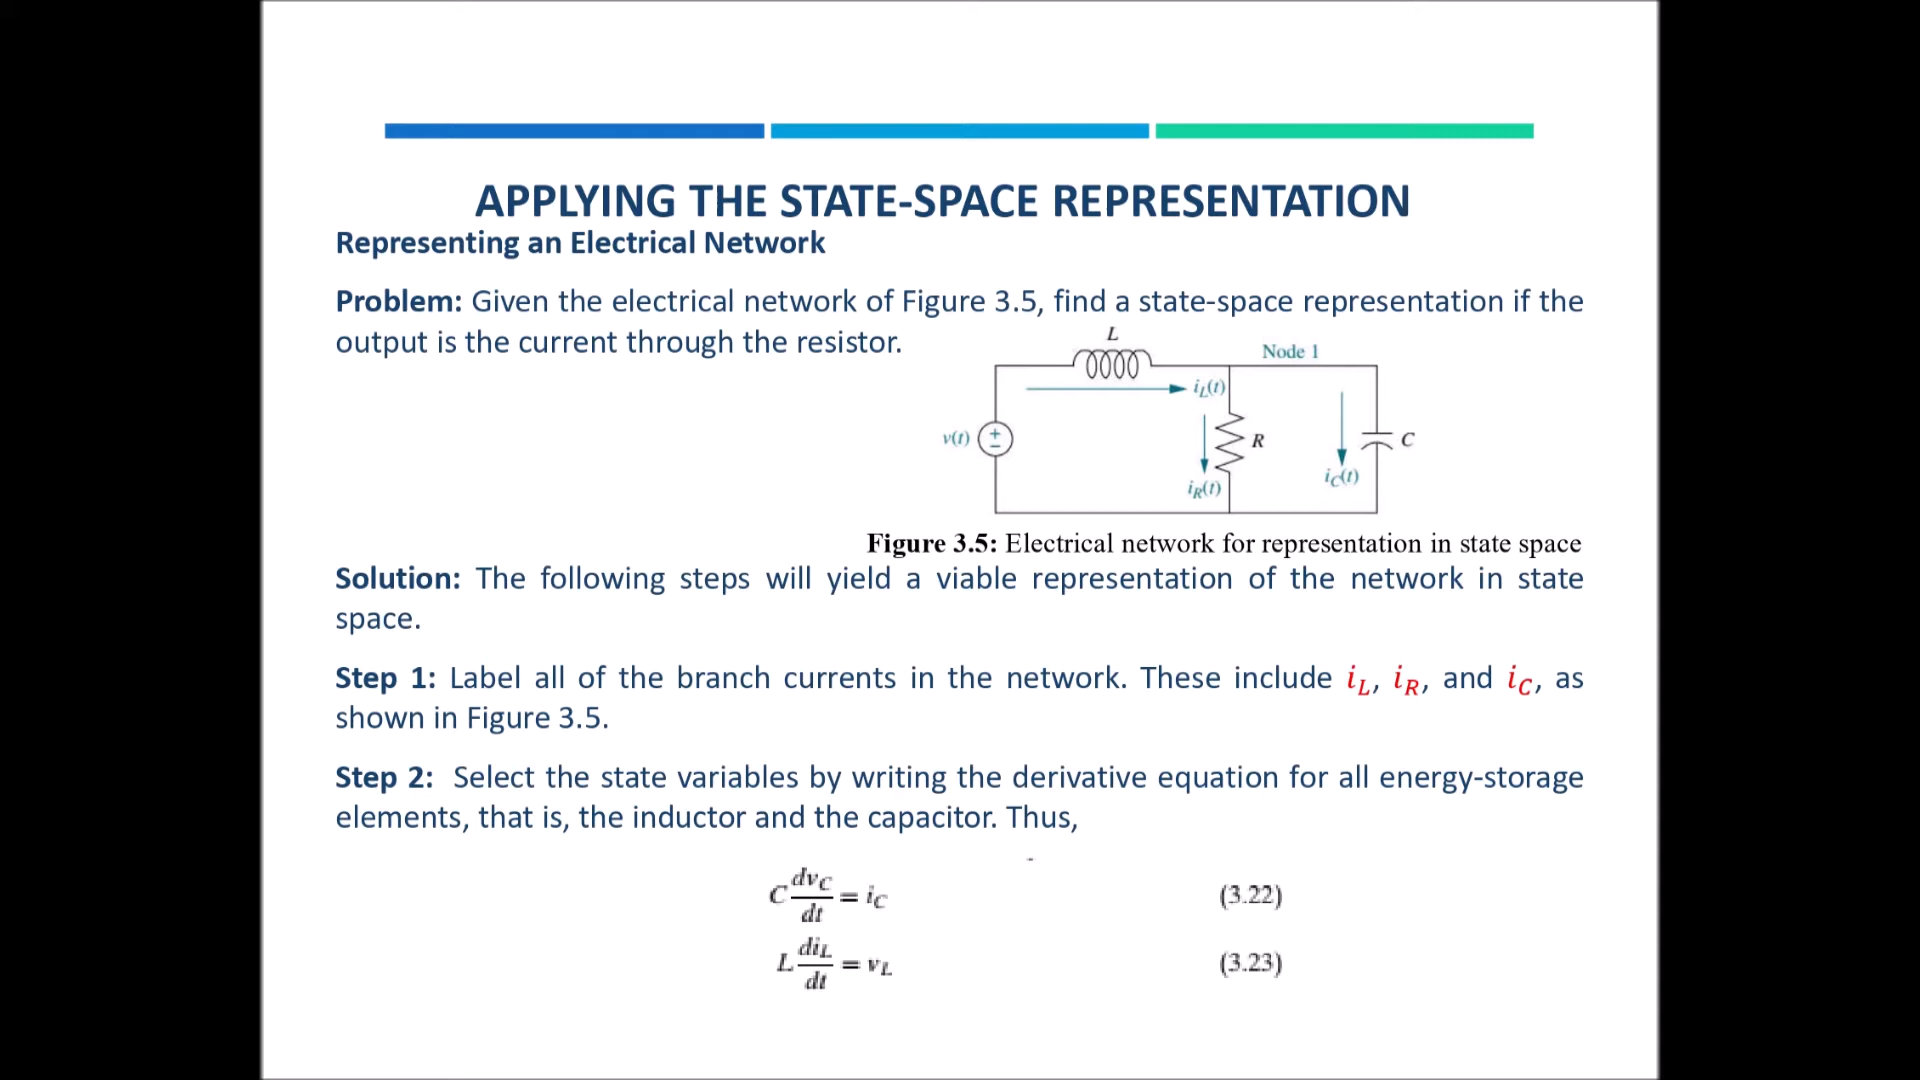 APPLYING THE STATE-SPACE REPRESENTATION
Representing an Electrical Network
Problem: Given the electrical network of Figure 3.5, find a state-space representation if the
output is the current through the resistor.
L
Node 1
i_L(t)
v(t)
+
−
R
C
i_R(t)
i_C(t)
Figure 3.5: Electrical network for representation in state space
Solution: The following steps will yield a viable representation of the network in state
space.
Step 1: Label all of the branch currents in the network. These include i_L, i_R, and i_C, as
shown in Figure 3.5.
Step 2: Select the state variables by writing the derivative equation for all energy-storage
elements, that is, the inductor and the capacitor. Thus,
C dv_C/dt = i_C (3.22)
L di_L/dt = v_L (3.23)